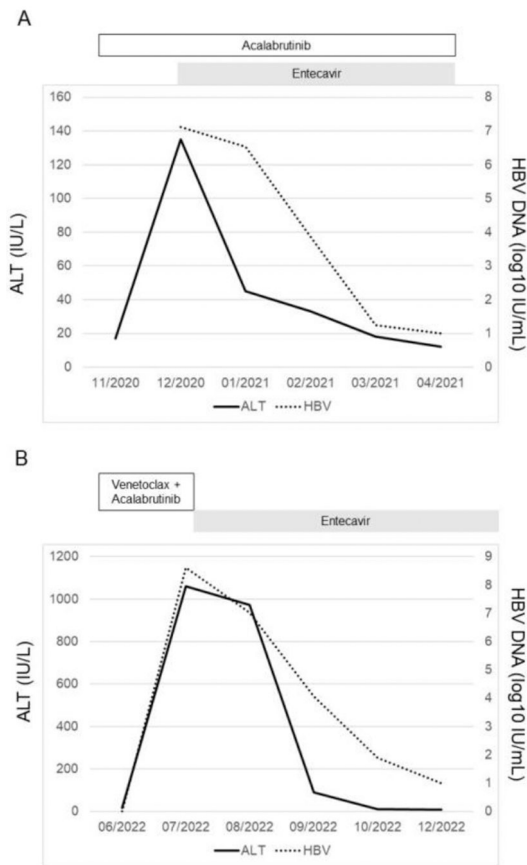 A
Acalabrutinib
Entecavir
160
140
120
100
80
60
40
20
0
ALT (IU/L)
8
7
6
5
4
3
2
1
0
HBV DNA (log10 IU/mL)
11/2020 12/2020 01/2021 02/2021 03/2021 04/2021
ALT HBV
B
Venetoclax +
Acalabrutinib
Entecavir
1200
1000
800
600
400
200
0
ALT (IU/L)
9
8
7
6
5
4
3
2
1
0
HBV DNA (log10 IU/mL)
06/2022 07/2022 08/2022 09/2022 10/2022 12/2022
ALT HBV